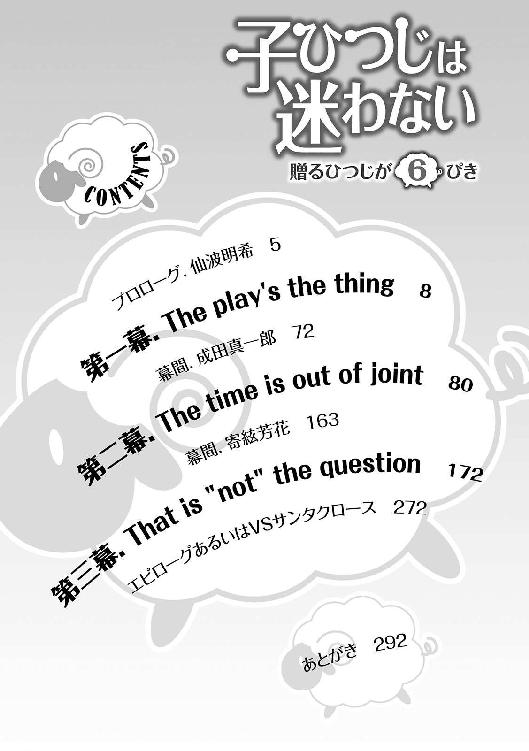 子ひつじは
迷わない
贈るひつじが6ぴき
CONTENTS
プロローグ. 仙波明希 5
第一幕. The play's the thing 8
幕間. 成田真一郎 72
第二幕. The time is out of joint 80
幕間. 寄絃芳花 163
第三幕. That is "not" the question 172
エピローグあるいはVSサンタクロース 272
あとがき 292